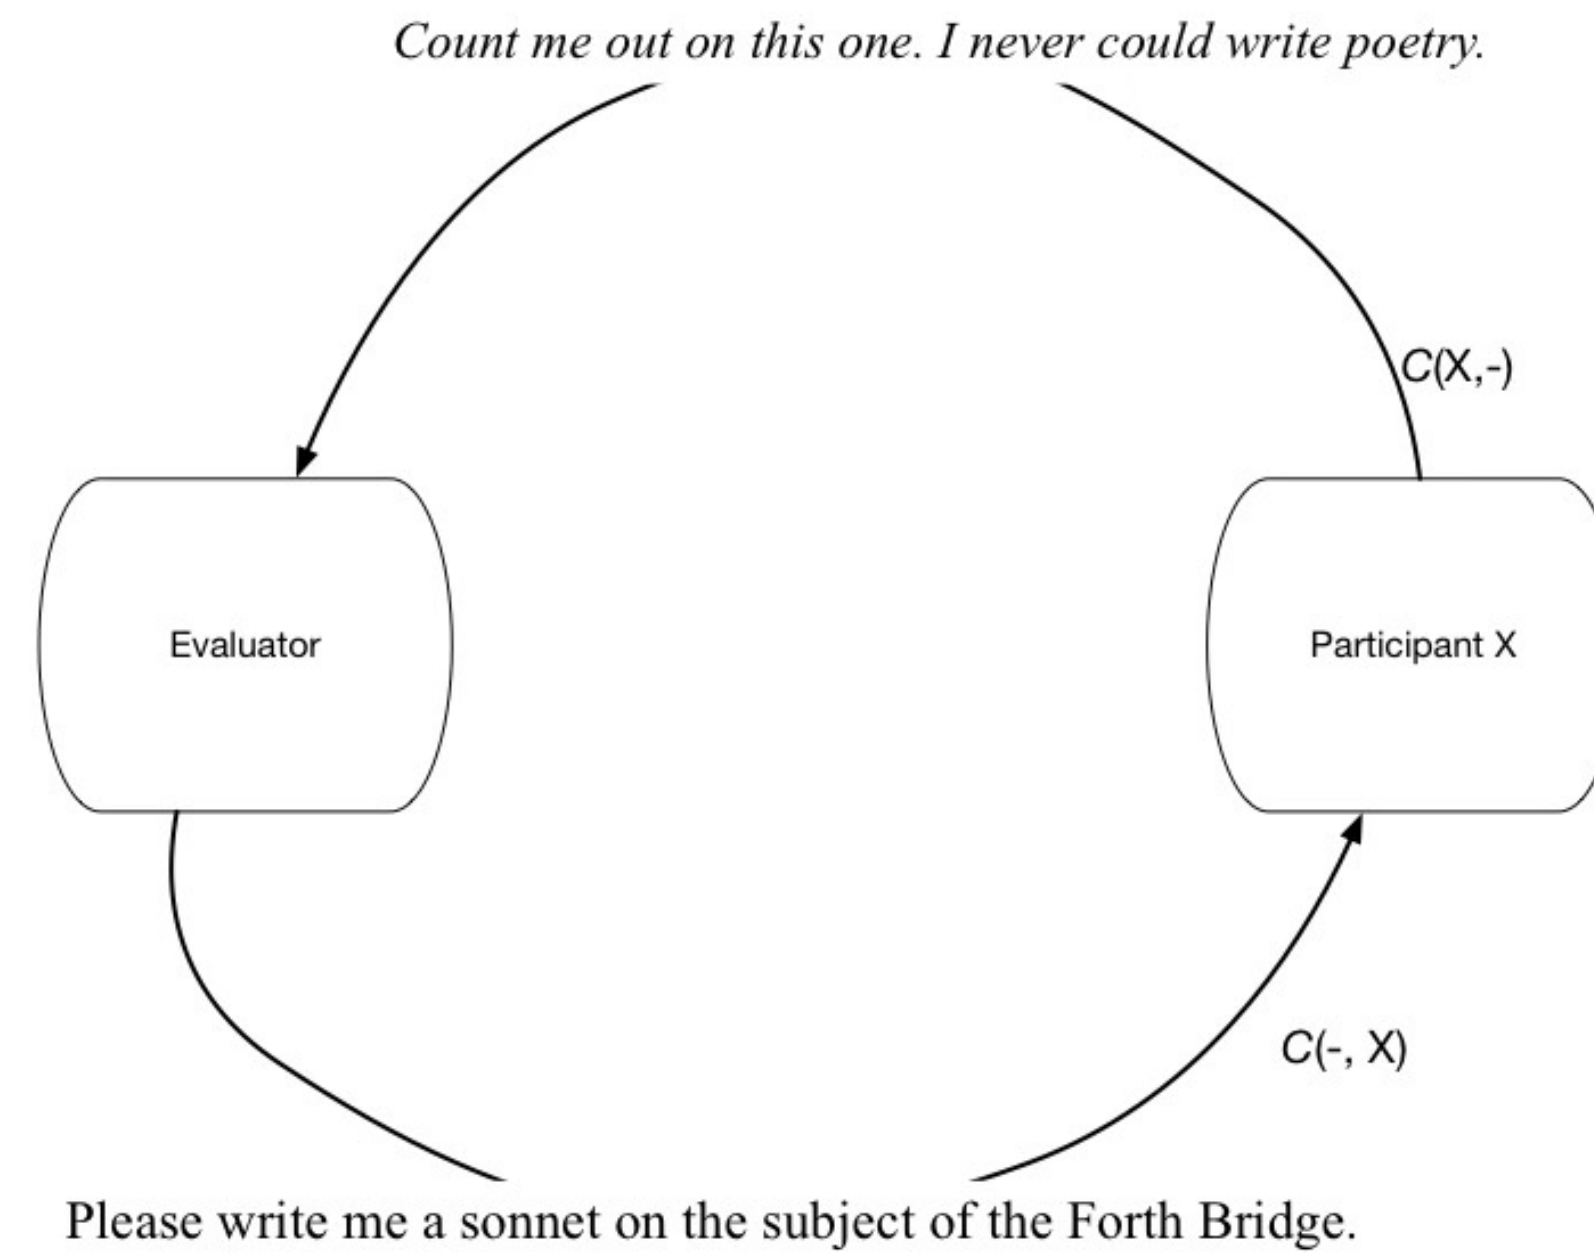 Count me out on this one. I never could write poetry.
C(X,-)
Evaluator
Participant X
C(-, X)
Please write me a sonnet on the subject of the Forth Bridge.